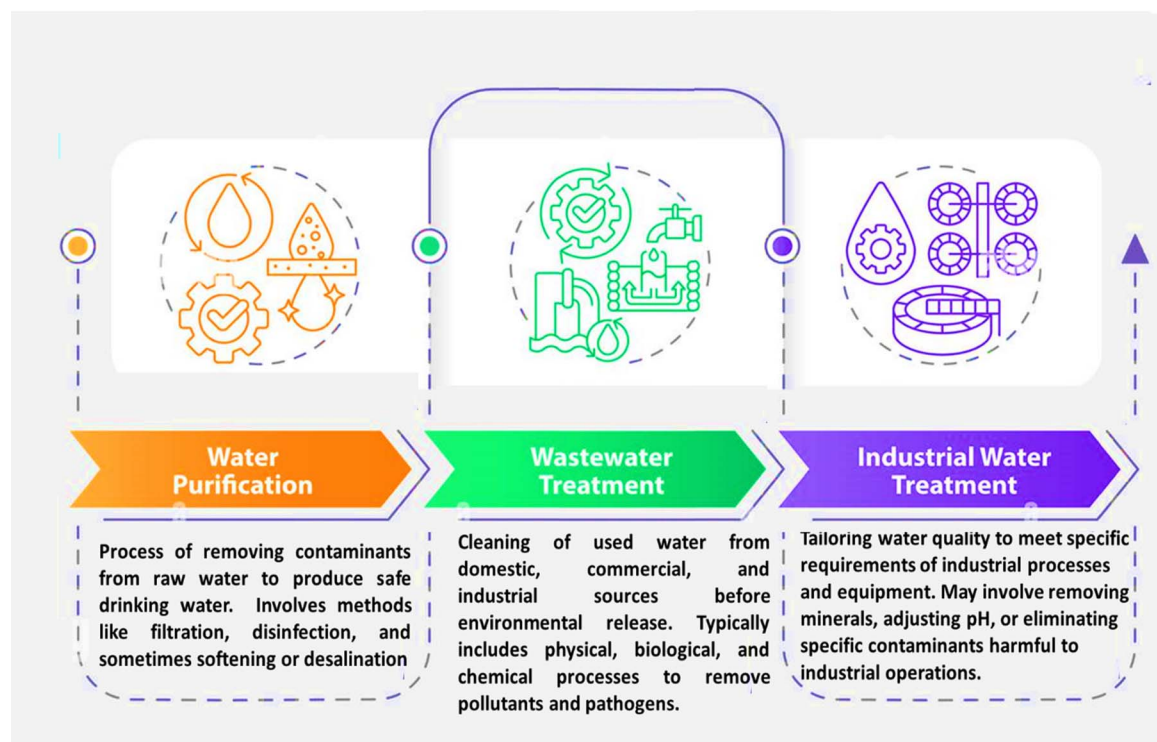 Water
Purification
Wastewater
Treatment
Industrial Water
Treatment
Process of removing contaminants
from raw water to produce safe
drinking water. Involves methods
like filtration, disinfection, and
sometimes softening or desalination
Cleaning of used water from
domestic, commercial, and
industrial sources before
environmental release. Typically
includes physical, biological, and
chemical processes to remove
pollutants and pathogens.
Tailoring water quality to meet specific
requirements of industrial processes
and equipment. May involve removing
minerals, adjusting pH, or eliminating
specific contaminants harmful to
industrial operations.